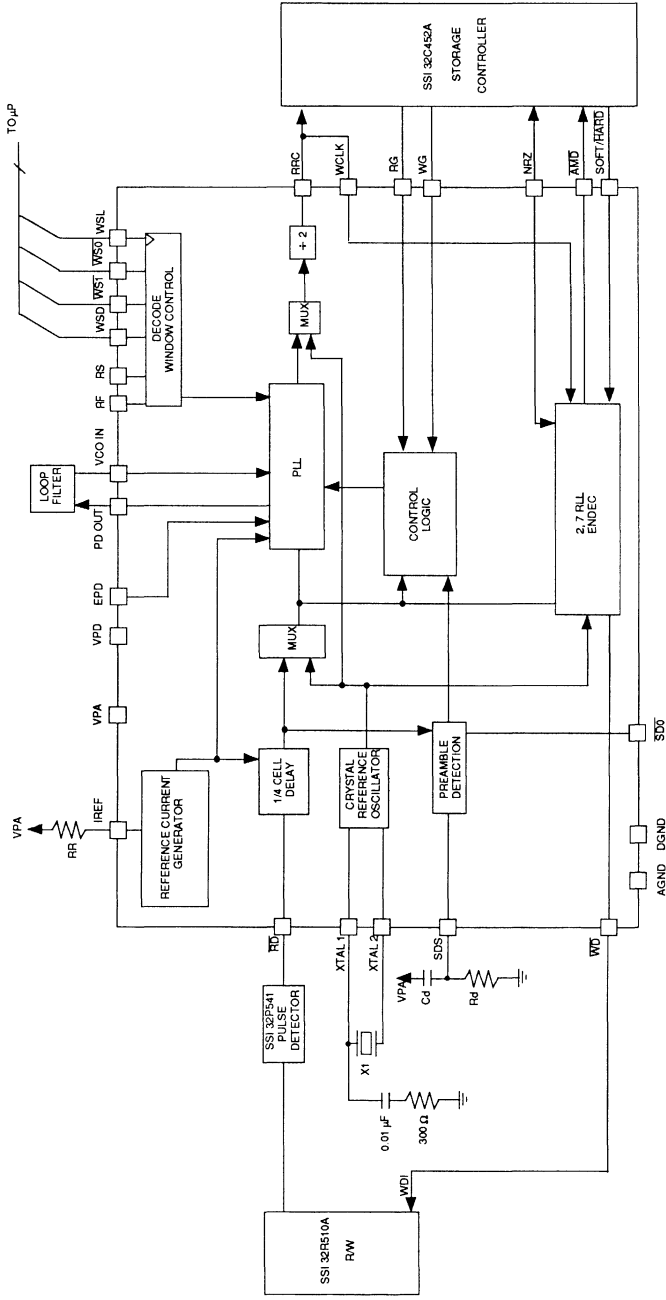 TO µP
SSI 32C452A
STORAGE
CONTROLLER
RRC
WCLK
RG
WG
NRZ
AMD
SOFT/HARD
WSL
WS0
WS1
WSD
RS
RF
VCO IN
PD OUT
EPD
VPD
VPA
IREF
VPA
RR
LOOP
FILTER
DECODE
WINDOW CONTROL
÷ 2
MUX
PLL
CONTROL
LOGIC
2, 7 RLL
ENDEC
MUX
REFERENCE CURRENT
GENERATOR
1/4 CELL
DELAY
CRYSTAL
REFERENCE
OSCILLATOR
PREAMBLE
DETECTION
SD0
DGND
AGND
RD
XTAL 1
XTAL 2
SDS
WD
SSI 32P541
PULSE
DETECTOR
VPA
Cd
Rd
X1
0.01 µF
300 Ω
WDI
SSI 32R510A
R/W